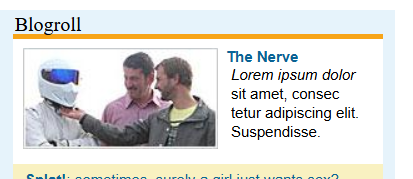 Blogroll
The Nerve
Lorem ipsum dolor
sit amet, consec
tetur adipiscing elit.
Suspendisse.